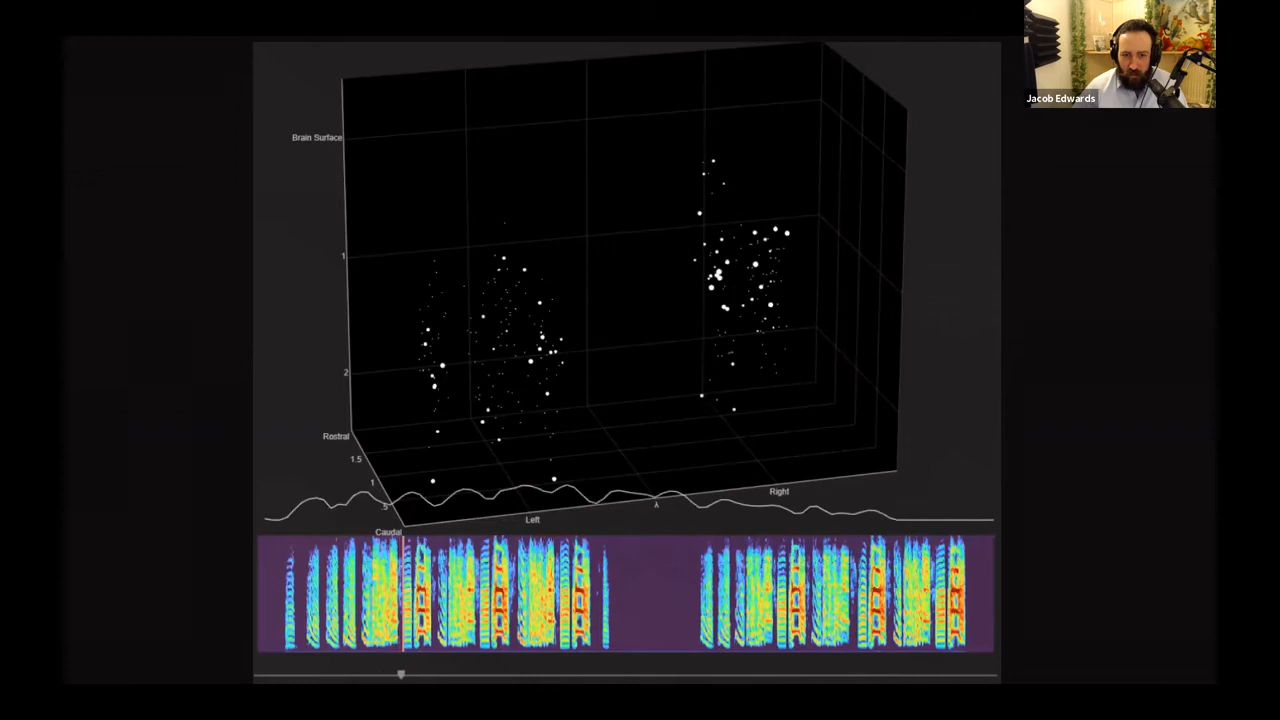 Jacob Edwards
Brain Surface
1
2
Rostral
1.5
1
.5
Caudal
Left
λ
Right